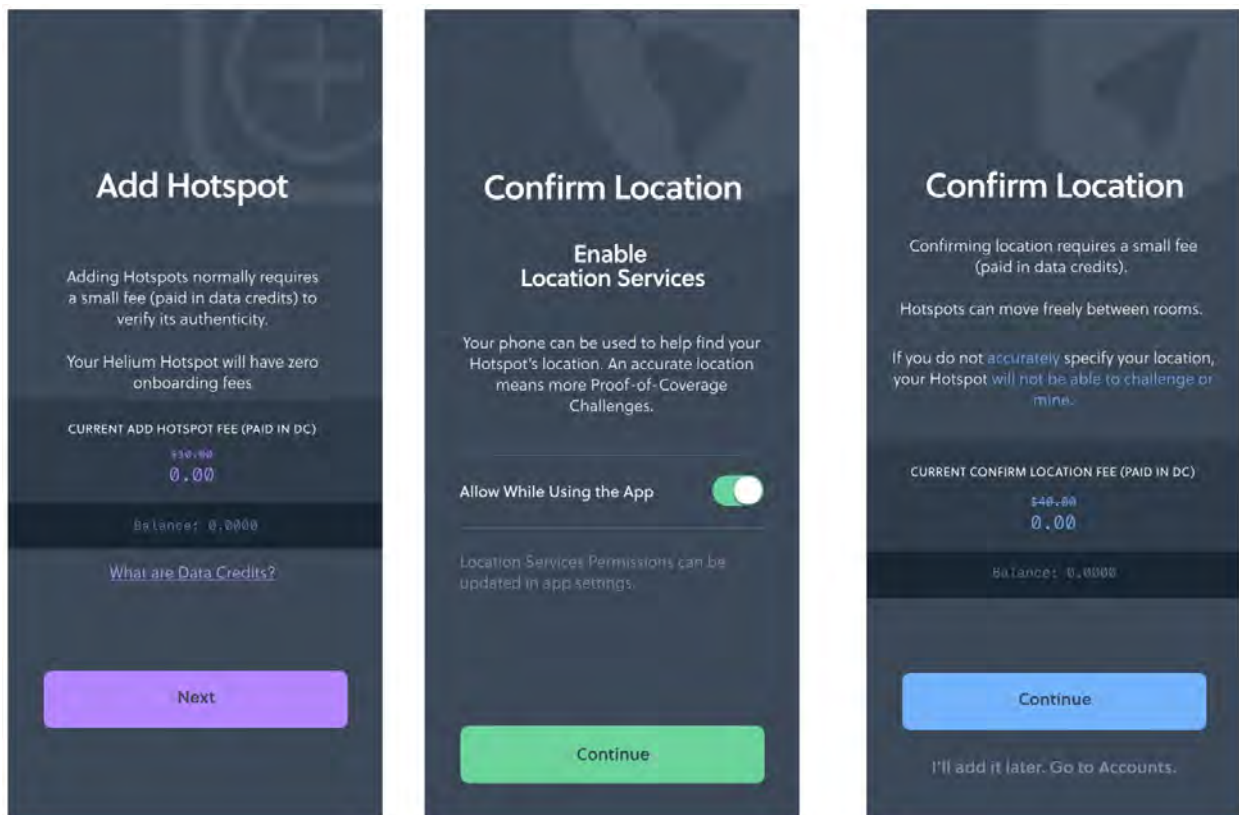 Add Hotspot
Adding Hotspots normally requires
a small fee (paid in data credits) to
verify its authenticity.
Your Helium Hotspot will have zero
onboarding fees
CURRENT ADD HOTSPOT FEE (PAID IN DC)
$10.00
0.00
Balance: 0.0000
What are Data Credits?
Next
Confirm Location
Enable
Location Services
Your phone can be used to help find your
Hotspot's location. An accurate location
means more Proof-of-Coverage
Challenges.
Allow While Using the App
Location Services Permissions can be
updated in app settings.
Continue
Confirm Location
Confirming location requires a small fee
(paid in data credits).
Hotspots can move freely between rooms.
If you do not accurately specify your location,
your Hotspot will not be able to challenge or
mine.
CURRENT CONFIRM LOCATION FEE (PAID IN DC)
$40.00
0.00
Balance: 0.0000
Continue
I'll add it later. Go to Accounts.